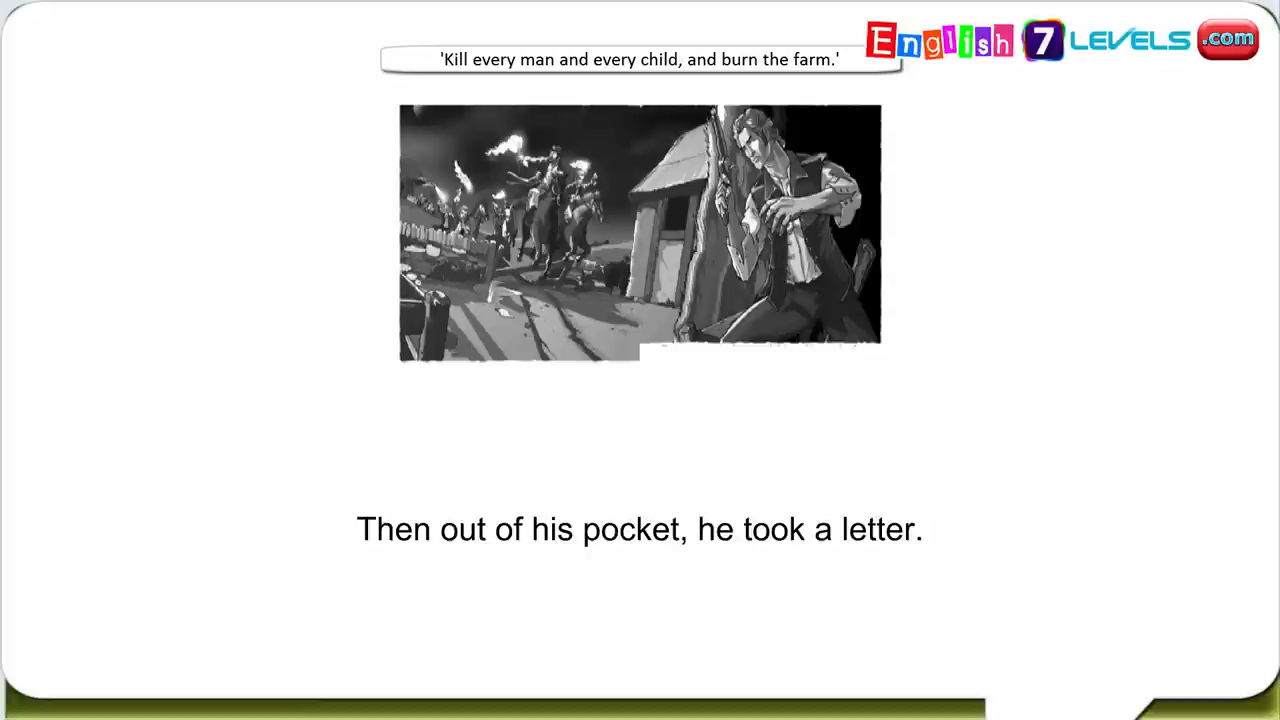 English 7 LEVELS .com
'Kill every man and every child, and burn the farm.'
Then out of his pocket, he took a letter.